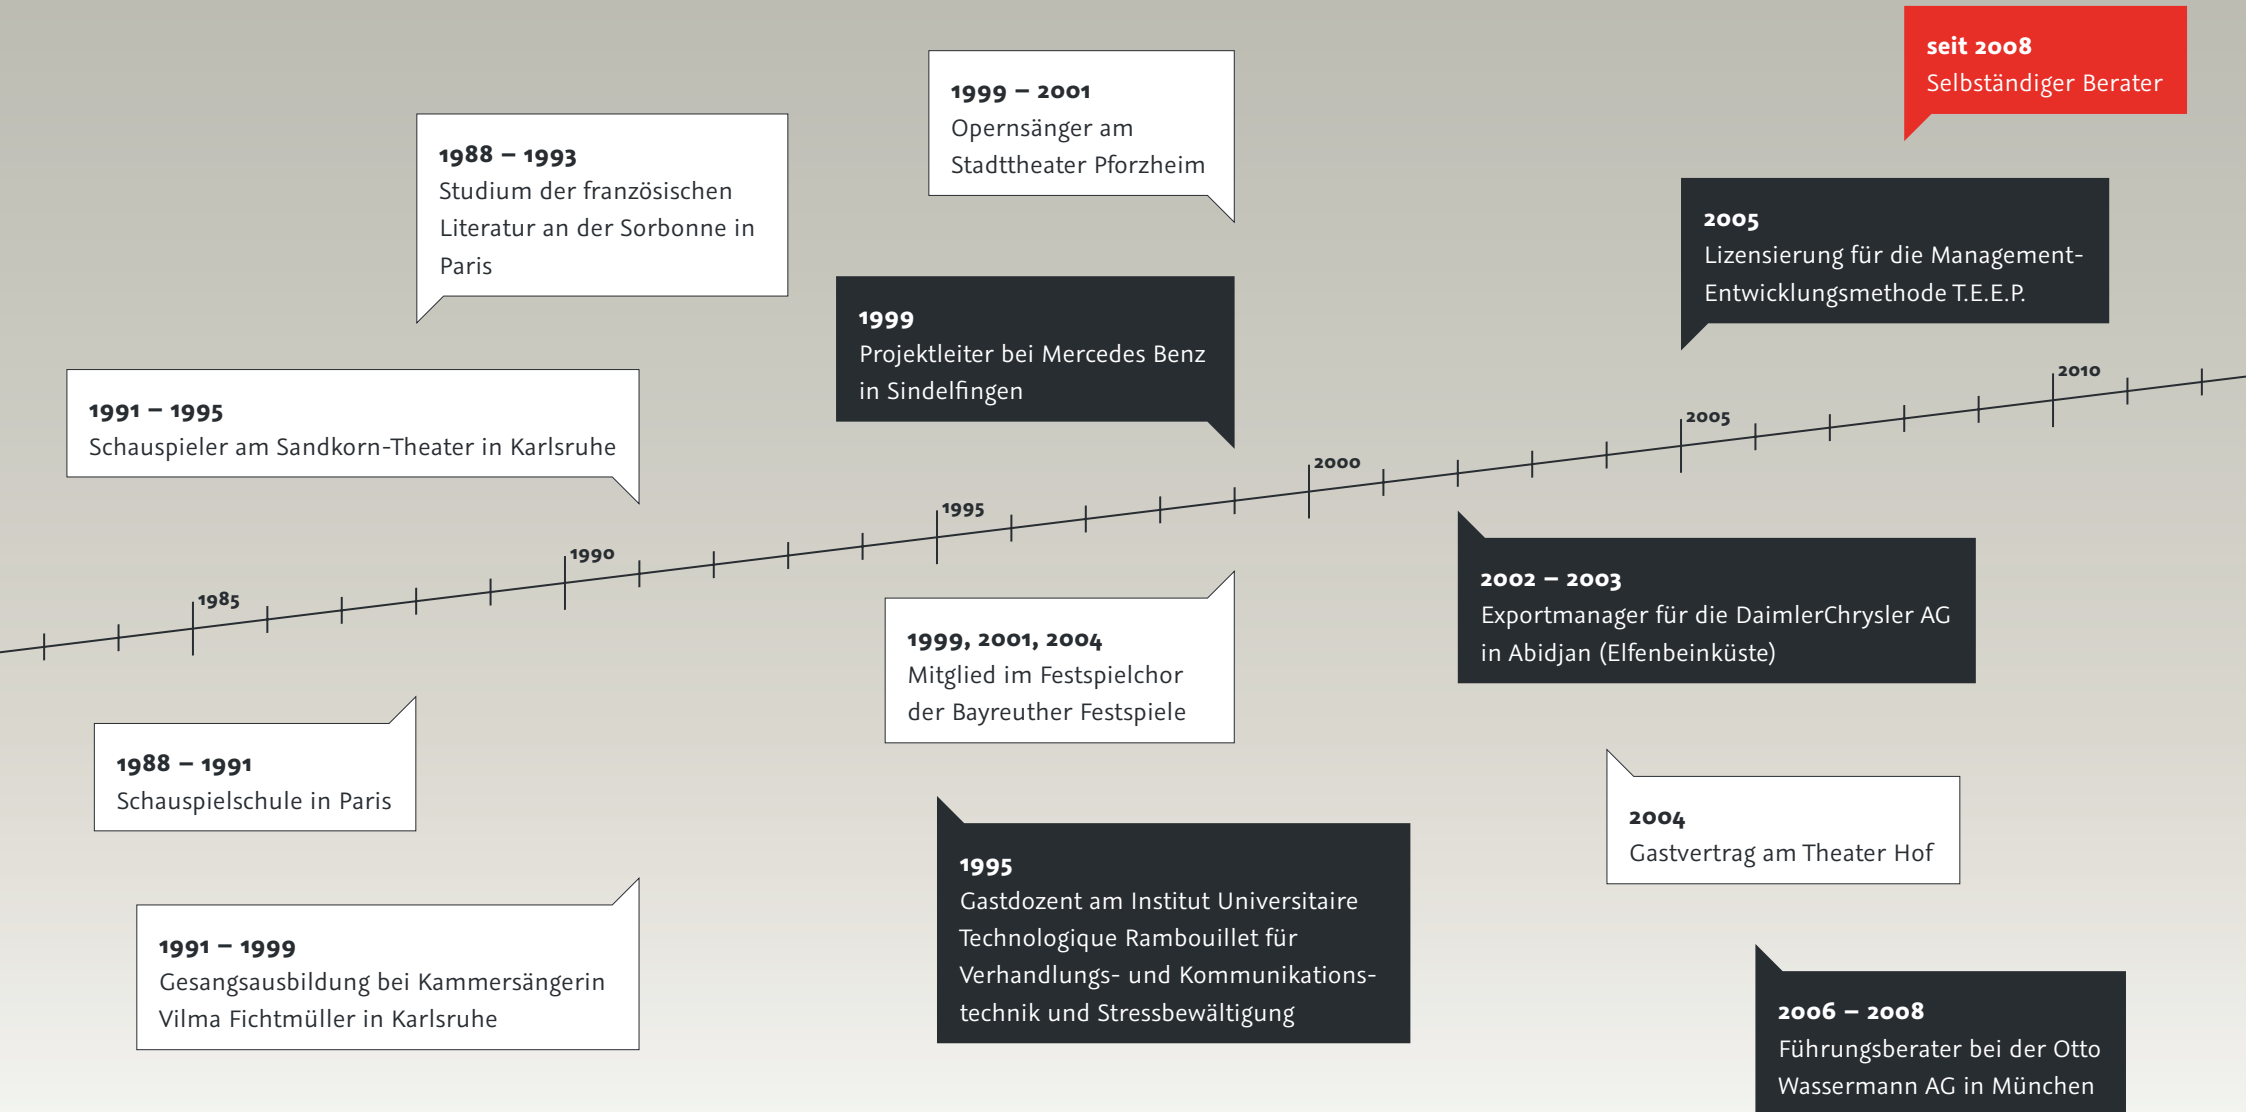 seit 2008
Selbständiger Berater
1999 – 2001
Opernsänger am
Stadttheater Pforzheim
1988 – 1993
Studium der französischen
Literatur an der Sorbonne in
Paris
2005
Lizensierung für die Management-
Entwicklungsmethode T.E.E.P.
1999
Projektleiter bei Mercedes Benz
in Sindelfingen
1991 – 1995
Schauspieler am Sandkorn-Theater in Karlsruhe
1985
1990
1995
2000
2005
2010
2002 – 2003
Exportmanager für die DaimlerChrysler AG
in Abidjan (Elfenbeinküste)
1999, 2001, 2004
Mitglied im Festspielchor
der Bayreuther Festspiele
1988 – 1991
Schauspielschule in Paris
2004
Gastvertrag am Theater Hof
1995
Gastdozent am Institut Universitaire
Technologique Rambouillet für
Verhandlungs- und Kommunikations-
technik und Stressbewältigung
1991 – 1999
Gesangsausbildung bei Kammersängerin
Vilma Fichtmüller in Karlsruhe
2006 – 2008
Führungsberater bei der Otto
Wassermann AG in München